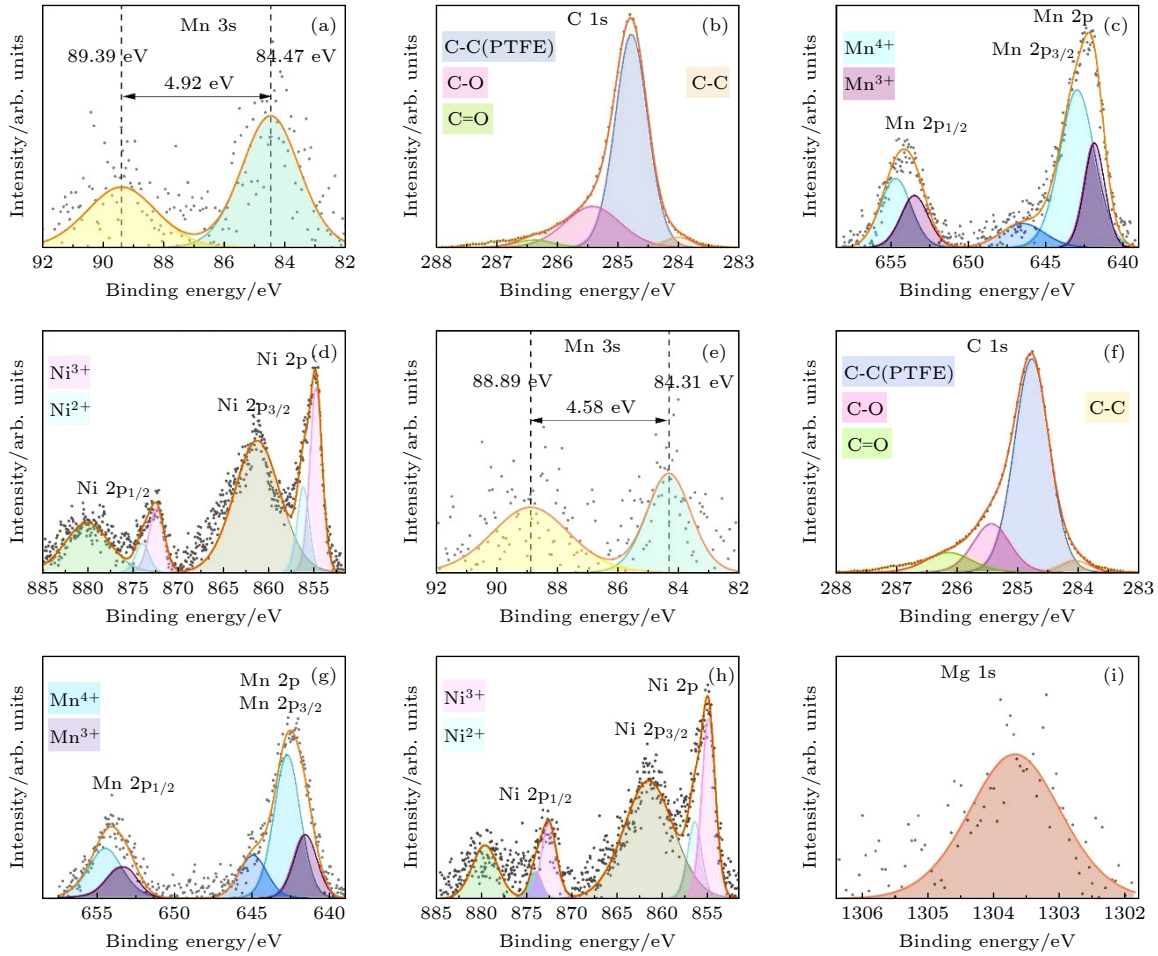 Mn 3s
(a)
89.39 eV
84.47 eV
4.92 eV
Intensity/arb. units
92 90 88 86 84 82
Binding energy/eV
C 1s
(b)
C-C(PTFE)
C-O
C-C
C=O
Intensity/arb. units
288 287 286 285 284 283
Binding energy/eV
Mn 2p
(c)
Mn⁴⁺
Mn 2p₃/₂
Mn³⁺
Mn 2p₁/₂
Intensity/arb. units
655 650 645 640
Binding energy/eV
(d)
Ni 2p
Ni³⁺
Ni²⁺
Ni 2p₃/₂
Ni 2p₁/₂
Intensity/arb. units
885 880 875 870 865 860 855
Binding energy/eV
Mn 3s
(e)
88.89 eV
84.31 eV
4.58 eV
Intensity/arb. units
92 90 88 86 84 82
Binding energy/eV
C 1s
(f)
C-C(PTFE)
C-O
C-C
C=O
Intensity/arb. units
288 287 286 285 284 283
Binding energy/eV
Mn 2p
(g)
Mn⁴⁺
Mn 2p₃/₂
Mn³⁺
Mn 2p₁/₂
Intensity/arb. units
655 650 645 640
Binding energy/eV
Ni 2p
(h)
Ni³⁺
Ni²⁺
Ni 2p₃/₂
Ni 2p₁/₂
Intensity/arb. units
885 880 875 870 865 860 855
Binding energy/eV
Mg 1s
(i)
Intensity/arb. units
1306 1305 1304 1303 1302
Binding energy/eV